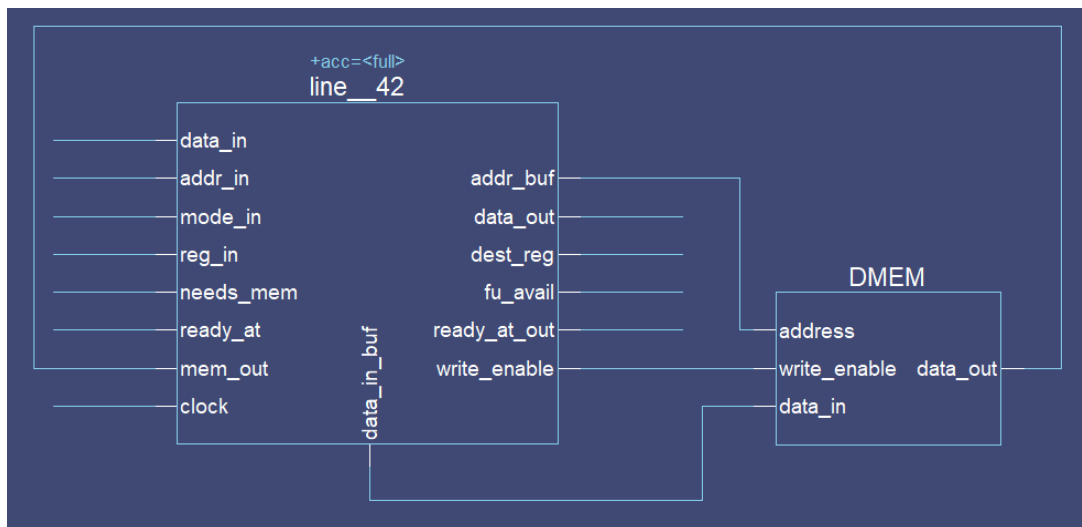 +acc=<full>
line__42
data_in
addr_in
mode_in
reg_in
needs_mem
ready_at
mem_out
clock
data_in_buf
addr_buf
data_out
dest_reg
fu_avail
ready_at_out
write_enable
DMEM
address
write_enable
data_in
data_out